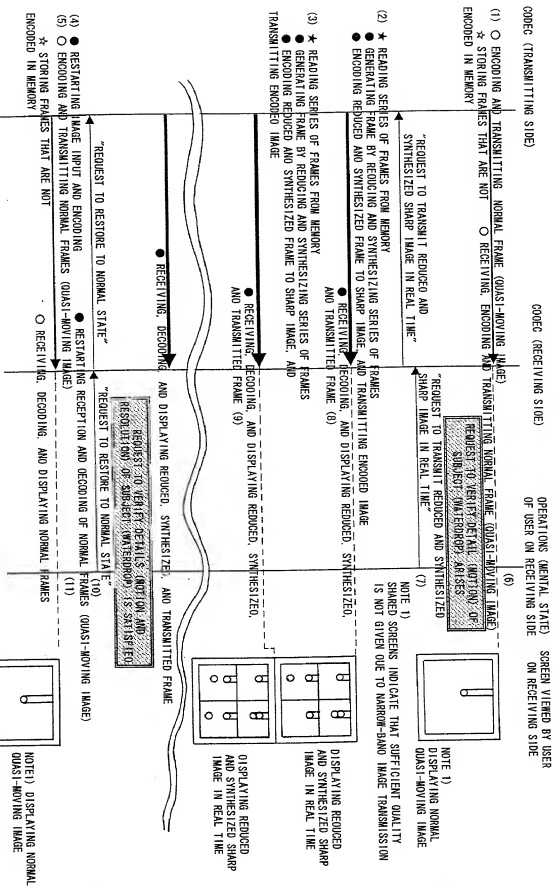 CODEC (TRANSMITTING SIDE)
CODEC (RECEIVING SIDE)
OPERATIONS (MENTAL STATE)
OF USER ON RECEIVING SIDE
SCREEN VIEWED BY USER
ON RECEIVING SIDE
(1) ○ ENCODING AND TRANSMITTING NORMAL FRAME (QUASI-MOVING IMAGE)
☆ STORING FRAMES THAT ARE NOT
ENCODED IN MEMORY
○ RECEIVING, ENCODING AND TRANSMITTING NORMAL FRAME (QUASI-MOVING IMAGE)
(6)
REQUEST TO VERIFY DETAIL (MOTION) OF
SUBJECT (WATERDROP) ARISES
NOTE 1)
DISPLAYING NORMAL
QUASI-MOVING IMAGE
"REQUEST TO TRANSMIT REDUCED AND
SYNTHESIZED SHARP IMAGE IN REAL TIME"
"REQUEST TO TRANSMIT REDUCED AND SYNTHESIZED
SHARP IMAGE IN REAL TIME"
(7)
NOTE 1)
SHARED SCREENS INDICATE THAT SUFFICIENT QUALITY
IS NOT GIVEN DUE TO NARROW-BAND IMAGE TRANSMISSION
(2) ★ READING SERIES OF FRAMES FROM MEMORY
● GENERATING FRAME BY REDUCING AND SYNTHESIZING SERIES OF FRAMES
● ENCODING REDUCED AND SYNTHESIZED FRAME TO SHARP IMAGE, AND TRANSMITTING ENCODED IMAGE
● RECEIVING, DECODING, AND DISPLAYING REDUCED, SYNTHESIZED,
AND TRANSMITTED FRAME (8)
DISPLAYING REDUCED
AND SYNTHESIZED SHARP
IMAGE IN REAL TIME
(3) ★ READING SERIES OF FRAMES FROM MEMORY
● GENERATING FRAME BY REDUCING AND SYNTHESIZING SERIES OF FRAMES
● ENCODING REDUCED AND SYNTHESIZED FRAME TO SHARP IMAGE, AND
TRANSMITTING ENCODED IMAGE
● RECEIVING, DECODING, AND DISPLAYING REDUCED, SYNTHESIZED,
AND TRANSMITTED FRAME (9)
DISPLAYING REDUCED
AND SYNTHESIZED SHARP
IMAGE IN REAL TIME
● RECEIVING, DECODING, AND DISPLAYING REDUCED, SYNTHESIZED, AND TRANSMITTED FRAME
REQUEST TO VERIFY DETAILS (MOTION AND
RESOLUTION) OF SUBJECT (WATERDROP) IS SATISFIED
"REQUEST TO RESTORE TO NORMAL STATE"
"REQUEST TO RESTORE TO NORMAL STATE"
(10)
(4) ● RESTARTING IMAGE INPUT AND ENCODING
● RESTARTING RECEPTION AND DECODING OF NORMAL FRAMES (QUASI-MOVING IMAGE)
(11)
(5) ○ ENCODING AND TRANSMITTING NORMAL FRAMES (QUASI-MOVING IMAGE)
☆ STORING FRAMES THAT ARE NOT
ENCODED IN MEMORY
○ RECEIVING, DECODING, AND DISPLAYING NORMAL FRAMES
NOTE1) DISPLAYING NORMAL
QUASI-MOVING IMAGE